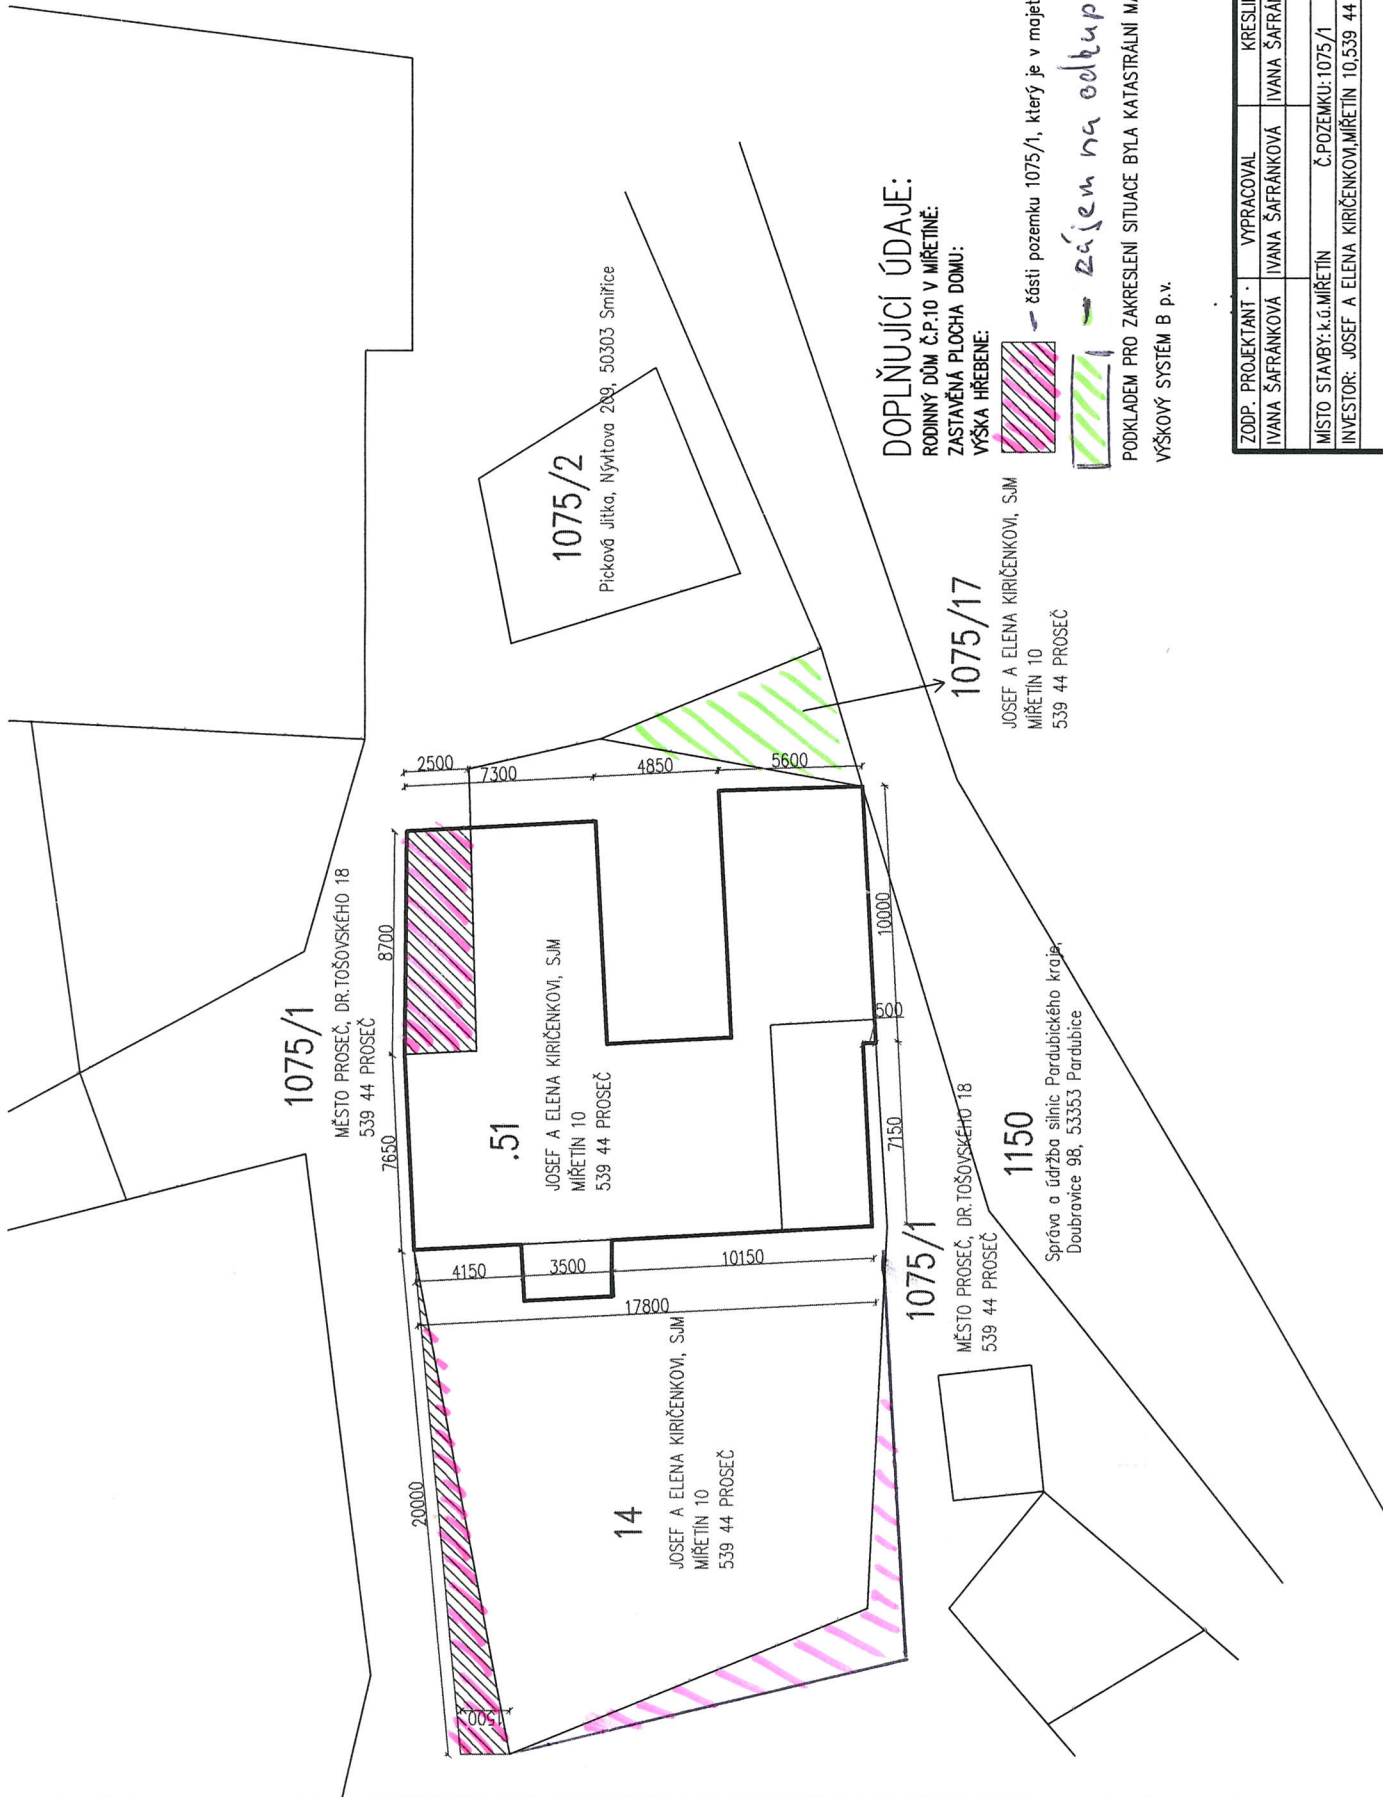 1075/1
MĚSTO PROSEČ, DR.TOŠOVSKÉHO 18
539 44 PROSEČ
8700
7650
2500
7300
4850
5600
1075/2
Picková Jitka, Nývltova 209, 50303 Smiřice
.51
JOSEF A ELENA KIRIČENKOVI, SJM
MÍŘETÍN 10
539 44 PROSEČ
10000
500
7150
4150
3500
10150
17800
20000
1500
14
JOSEF A ELENA KIRIČENKOVI, SJM
MÍŘETÍN 10
539 44 PROSEČ
1075/1
MĚSTO PROSEČ, DR.TOŠOVSKÉHO 18
539 44 PROSEČ
1150
Správa a údržba silnic Pardubického kraje,
Doubravice 98, 53353 Pardubice
1075/17
JOSEF A ELENA KIRIČENKOVI, SJM
MÍŘETÍN 10
539 44 PROSEČ
DOPLŇUJÍCÍ ÚDAJE:
RODINNÝ DŮM Č.P.10 V MÍŘETÍNĚ:
ZASTAVĚNÁ PLOCHA DOMU:
VÝŠKA HŘEBENE:
– části pozemku 1075/1, který je v majet
– zájem na odkup
PODKLADEM PRO ZAKRESLENÍ SITUACE BYLA KATASTRÁLNÍ
VÝŠKOVÝ SYSTÉM B p.v.
ZODP. PROJEKTANT VYPRACOVAL KRESLIL
IVANA ŠAFRÁNKOVÁ IVANA ŠAFRÁNKOVÁ IVANA
MÍSTO STAVBY:k.ú.MÍŘETÍN Č.POZEMKU:1075/1
INVESTOR: JOSEF A ELENA KIRIČENKOVI,MÍŘETÍN 10,539 44